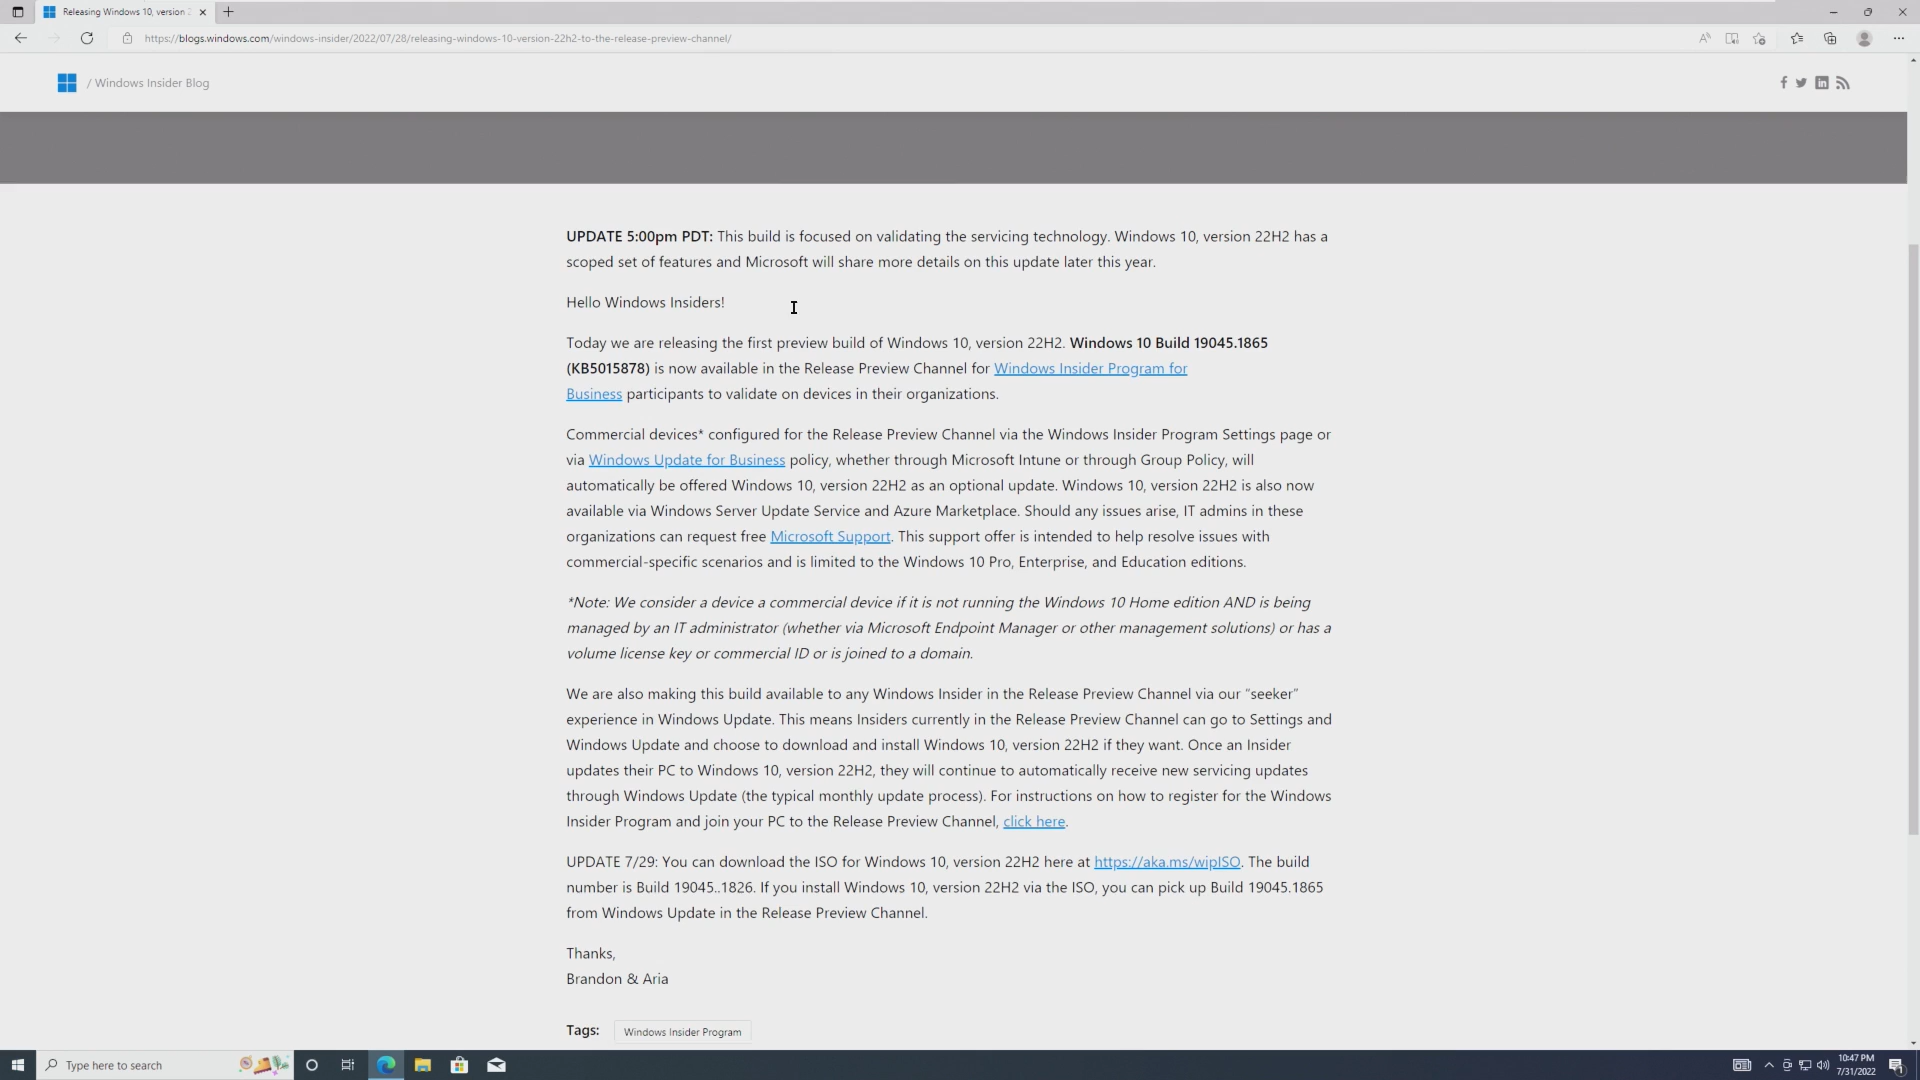 Releasing Windows 10, version 2
https://blogs.windows.com/windows-insider/2022/07/28/releasing-windows-10-version-22h2-to-the-release-preview-channel/
/ Windows Insider Blog
UPDATE 5:00pm PDT: This build is focused on validating the servicing technology. Windows 10, version 22H2 has a
scoped set of features and Microsoft will share more details on this update later this year.
Hello Windows Insiders!
Today we are releasing the first preview build of Windows 10, version 22H2. Windows 10 Build 19045.1865
(KB5015878) is now available in the Release Preview Channel for Windows Insider Program for
Business participants to validate on devices in their organizations.
Commercial devices* configured for the Release Preview Channel via the Windows Insider Program Settings page or
via Windows Update for Business policy, whether through Microsoft Intune or through Group Policy, will
automatically be offered Windows 10, version 22H2 as an optional update. Windows 10, version 22H2 is also now
available via Windows Server Update Service and Azure Marketplace. Should any issues arise, IT admins in these
organizations can request free Microsoft Support. This support offer is intended to help resolve issues with
commercial-specific scenarios and is limited to the Windows 10 Pro, Enterprise, and Education editions.
*Note: We consider a device a commercial device if it is not running the Windows 10 Home edition AND is being
managed by an IT administrator (whether via Microsoft Endpoint Manager or other management solutions) or has a
volume license key or commercial ID or is joined to a domain.
We are also making this build available to any Windows Insider in the Release Preview Channel via our “seeker”
experience in Windows Update. This means Insiders currently in the Release Preview Channel can go to Settings and
Windows Update and choose to download and install Windows 10, version 22H2 if they want. Once an Insider
updates their PC to Windows 10, version 22H2, they will continue to automatically receive new servicing updates
through Windows Update (the typical monthly update process). For instructions on how to register for the Windows
Insider Program and join your PC to the Release Preview Channel, click here.
UPDATE 7/29: You can download the ISO for Windows 10, version 22H2 here at https://aka.ms/wipISO. The build
number is Build 19045..1826. If you install Windows 10, version 22H2 via the ISO, you can pick up Build 19045.1865
from Windows Update in the Release Preview Channel.
Thanks,
Brandon & Aria
Tags: Windows Insider Program
Type here to search
10:47 PM
7/31/2022